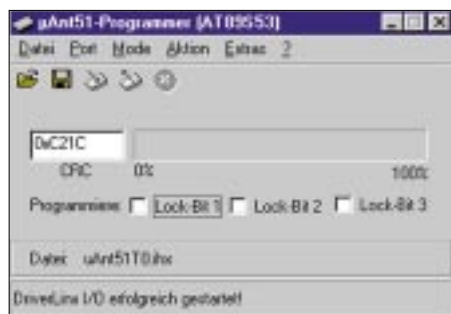 µAnt51-Programmer (AT89S53)
Datei Port Mode Aktion Extras ?
0xC21C
CRC 0% 100%
Programmiere: Lock-Bit 1 Lock-Bit 2 Lock-Bit 3
Datei: uAnt51T0.ihx
DriverLinx I/O erfolgreich gestartet!